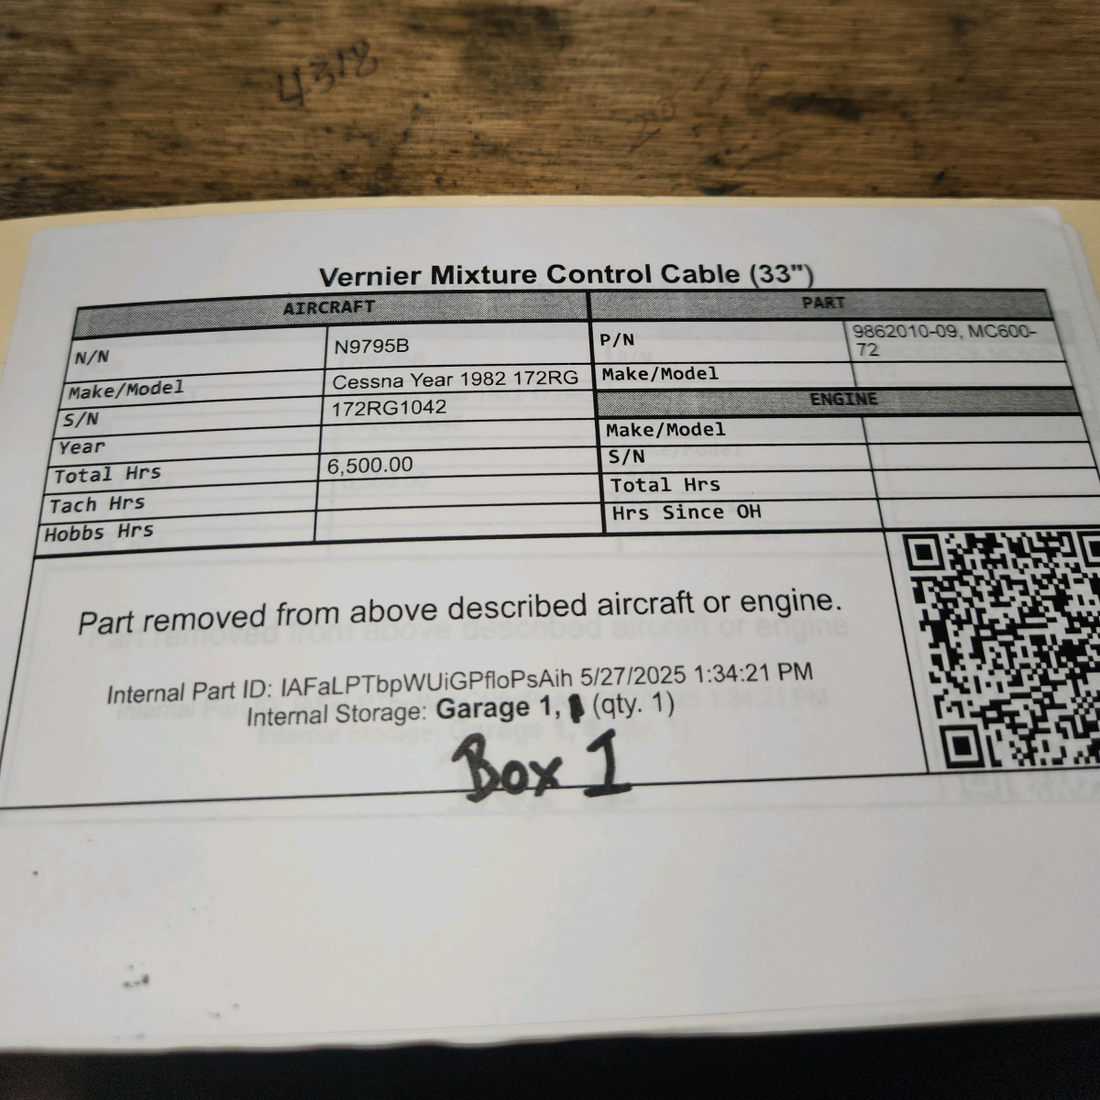 4318
Vernier Mixture Control Cable (33")
AIRCRAFT PART
N/N N9795B P/N 9862010-09, MC600-
72
Make/Model Cessna Year 1982 172RG Make/Model
S/N 172RG1042 ENGINE
Year Make/Model
Total Hrs 6,500.00 S/N
Tach Hrs Total Hrs
Hobbs Hrs Hrs Since OH
Part removed from above described aircraft or engine.
Internal Part ID: IAFaLPTbpWUiGPfloPsAih 5/27/2025 1:34:21 PM
Internal Storage: Garage 1, (qty. 1)
Box 1